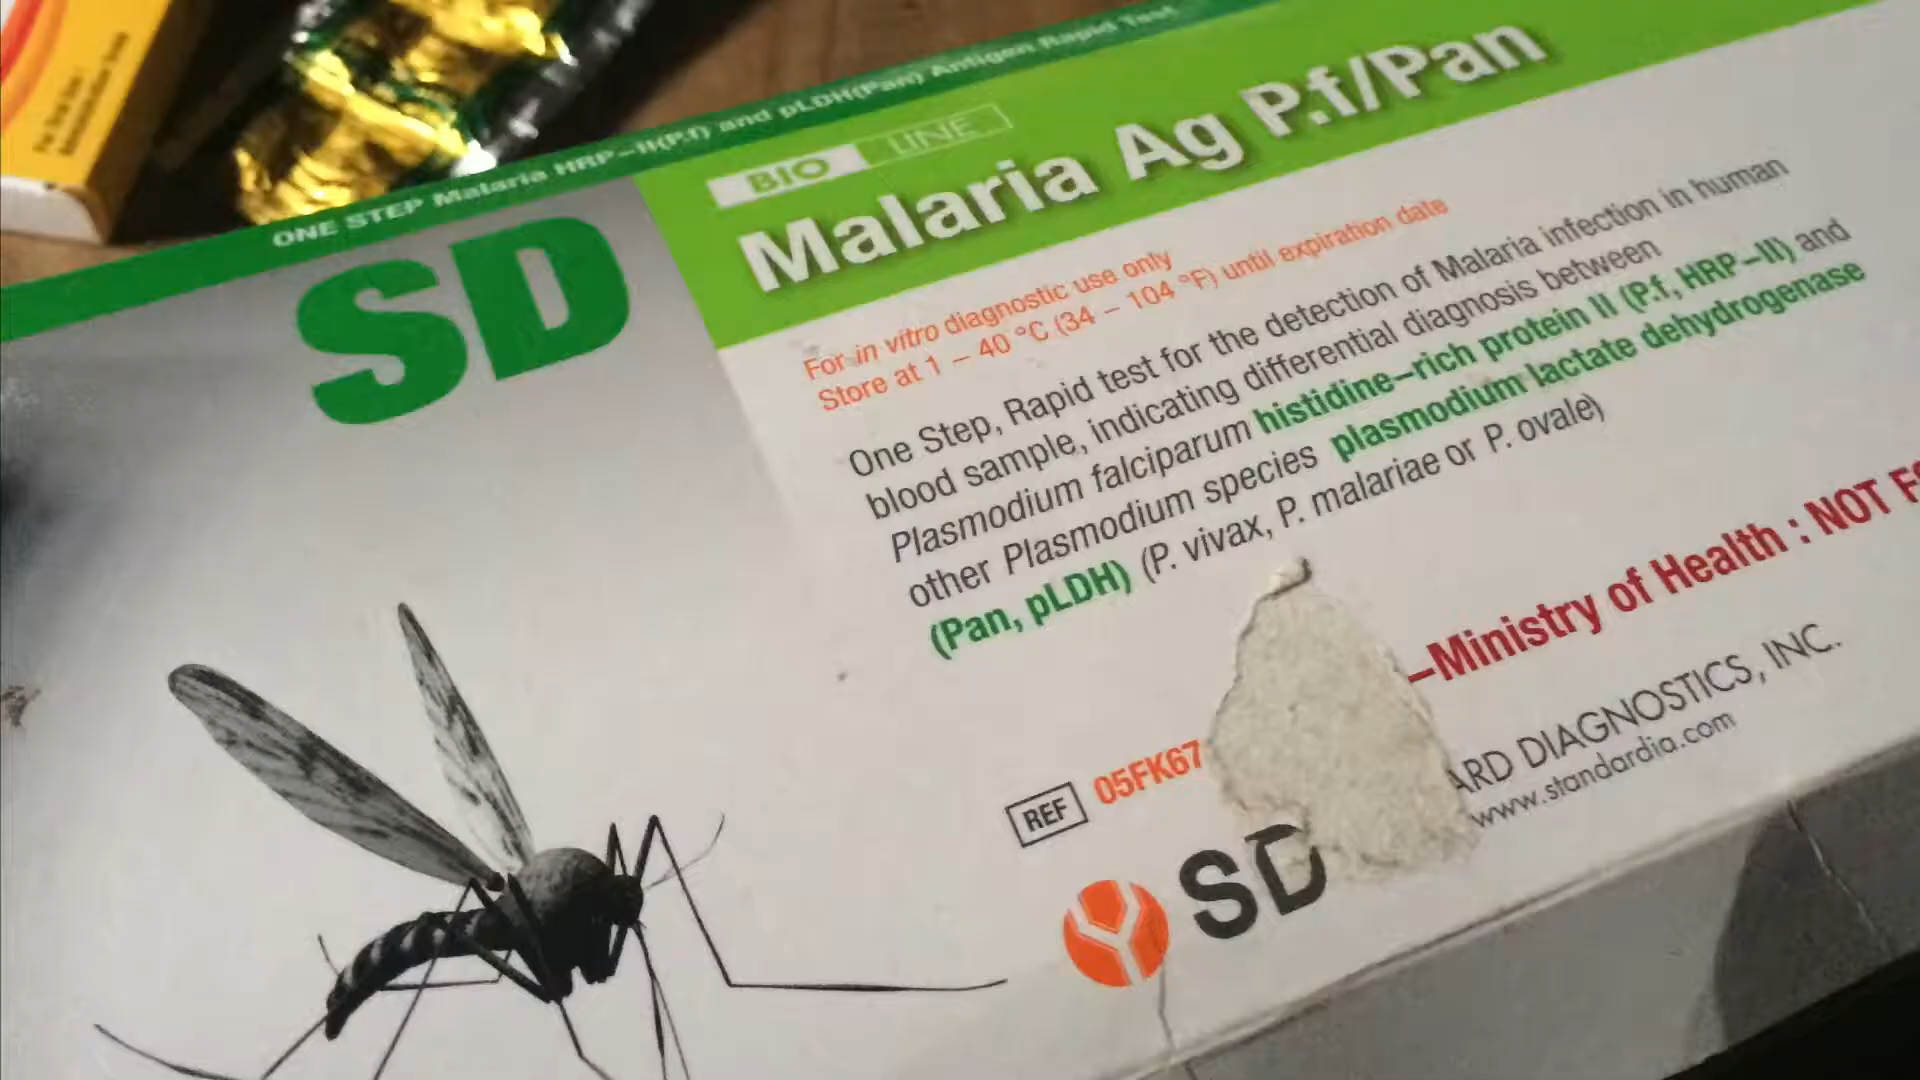 ONE STEP Malaria HRP-II(P.f) and pLDH(Pan) Antigen Rapid Test
SD
BIO LINE
Malaria Ag P.f/Pan
For in vitro diagnostic use only
Store at 1 – 40 °C (34 – 104 °F) until expiration date
One Step, Rapid test for the detection of Malaria infection in human
blood sample, indicating differential diagnosis between
Plasmodium falciparum histidine–rich protein II (P.f, HRP–II) and
other Plasmodium species plasmodium lactate dehydrogenase
(Pan, pLDH) (P. vivax, P. malariae or P. ovale)
–Ministry of Health : NOT
REF 05FK67
ARD DIAGNOSTICS, INC.
www.standardia.com
SD